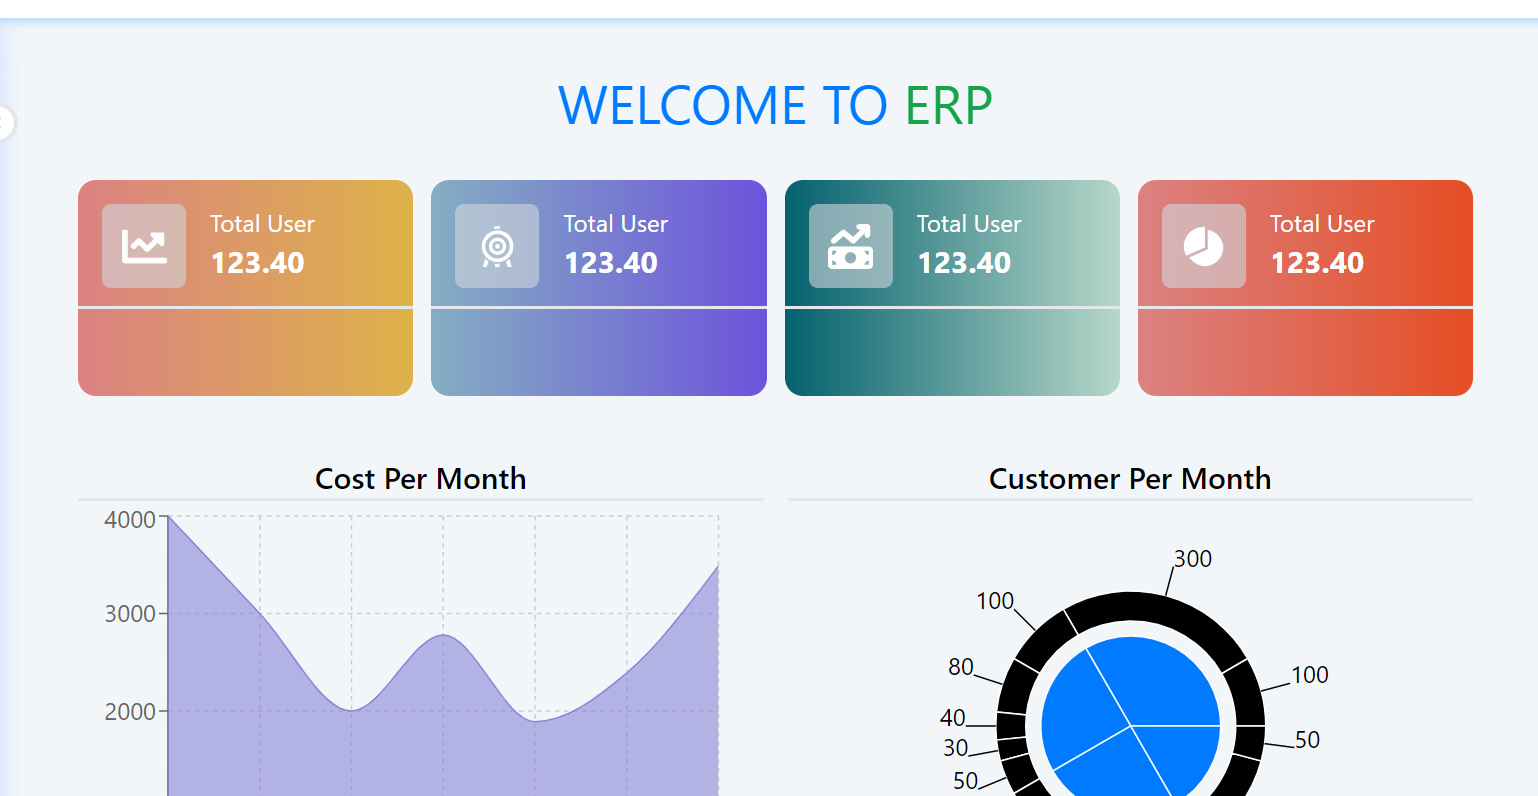 WELCOME TO ERP
Total User
123.40
Total User
123.40
Total User
123.40
Total User
123.40
Cost Per Month
4000
3000
2000
Customer Per Month
300
100
80
40
30
50
100
50